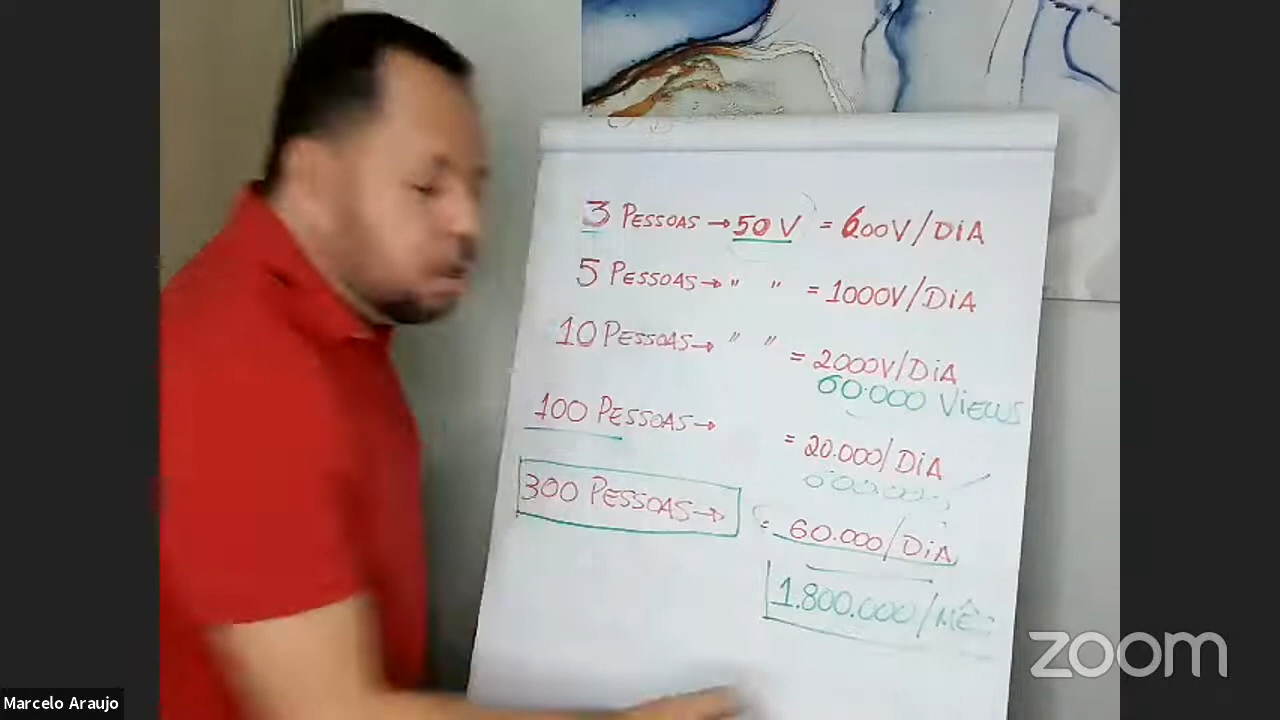 3 PESSOAS → 50 V = 600V/DiA
5 PESSOAS → " " = 1000V/DiA
10 PESSOAS → " " = 2000V/DiA
60.000 ViEWS
100 PESSOAS → = 20.000/DiA
300 PESSOAS → = 60.000/DiA
1.800.000/MÊS
zoom
Marcelo Araujo